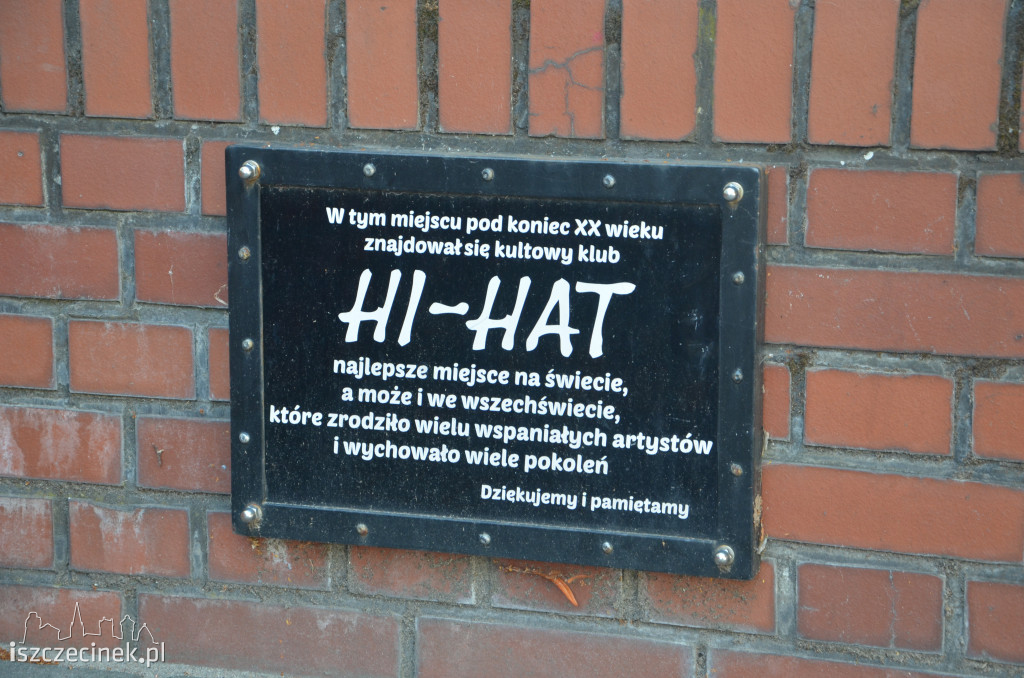 W tym miejscu pod koniec XX wieku
znajdował się kultowy klub
HI-HAT
najlepsze miejsce na świecie,
a może i we wszechświecie,
które zrodziło wielu wspaniałych artystów
i wychowało wiele pokoleń
Dziękujemy i pamiętamy
iszczecinek.pl